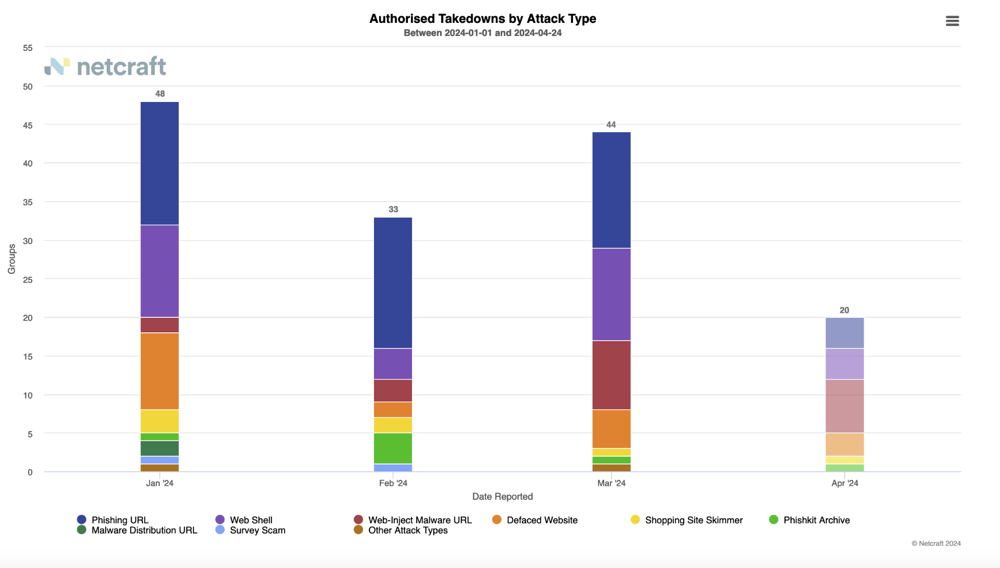 Authorised Takedowns by Attack Type
Between 2024-01-01 and 2024-04-24
55
netcraft
50
48
45
44
40
35
33
30
Groups
25
20
20
15
10
5
0
Jan '24 Feb '24 Mar '24 Apr '24
Date Reported
Phishing URL Web Shell Web-Inject Malware URL Defaced Website Shopping Site Skimmer Phishkit Archive
Malware Distribution URL Survey Scam Other Attack Types
© Netcraft 2024